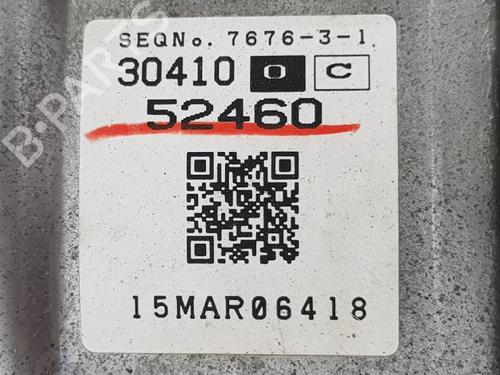 SEQNo. 7676-3-1
30410 0 C
52460
15MAR06418
B-PARTS